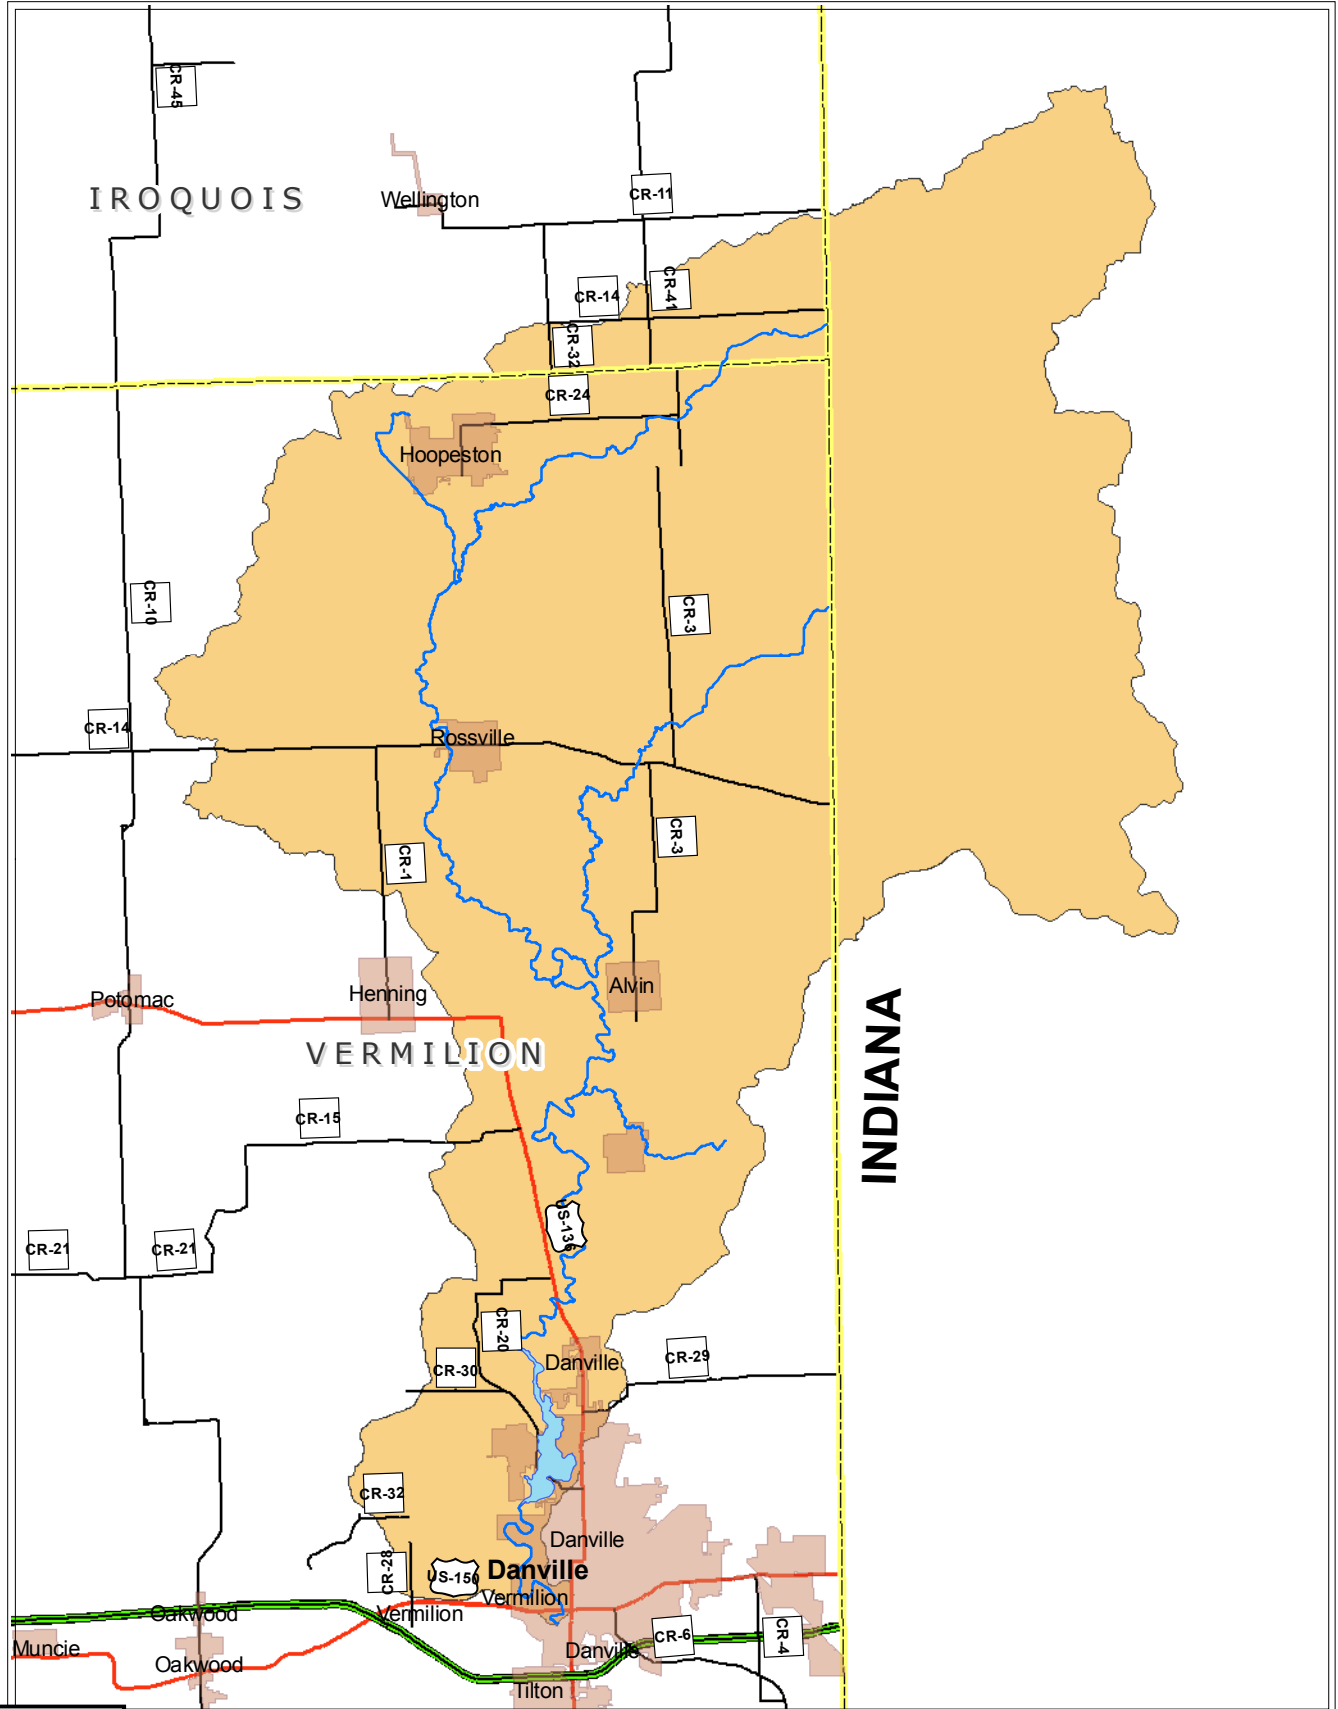 CR-45
IROQUOIS
Wellington
CR-11
CR-14
CR-41
CR-32
CR-24
Hoopeston
CR-10
CR-3
CR-14
Rossville
CR-1
CR-3
Potomac
Henning
Alvin
VERMILION
INDIANA
CR-15
CR-21
CR-21
US-136
CR-20
CR-30
Danville
CR-29
CR-32
Danville
CR-28
US-150
Danville
Vermilion
Oakwood
Vermilion
Muncie
Oakwood
Danville
CR-6
CR-4
Tilton